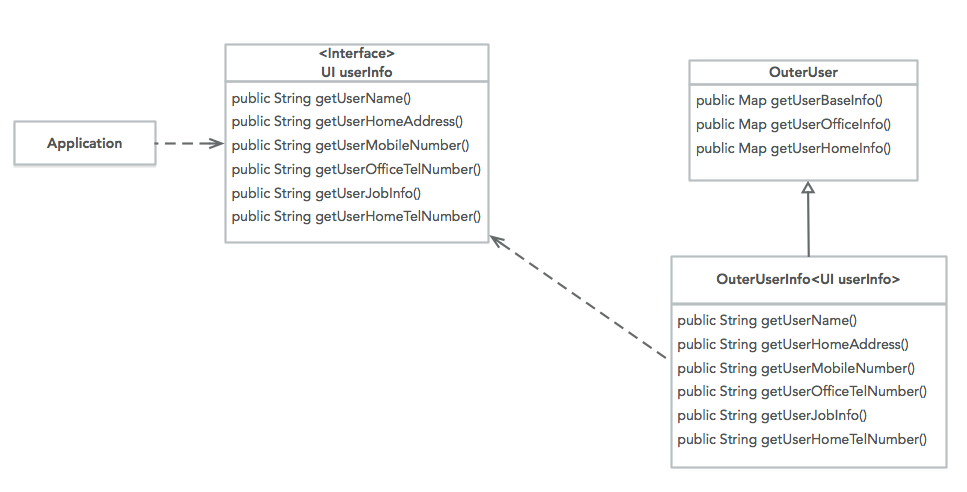 Application
<Interface>
UI userInfo
public String getUserName()
public String getUserHomeAddress()
public String getUserMobileNumber()
public String getUserOfficeTelNumber()
public String getUserJobInfo()
public String getUserHomeTelNumber()
OuterUser
public Map getUserBaseInfo()
public Map getUserOfficeInfo()
public Map getUserHomeInfo()
OuterUserInfo<UI userInfo>
public String getUserName()
public String getUserHomeAddress()
public String getUserMobileNumber()
public String getUserOfficeTelNumber()
public String getUserJobInfo()
public String getUserHomeTelNumber()